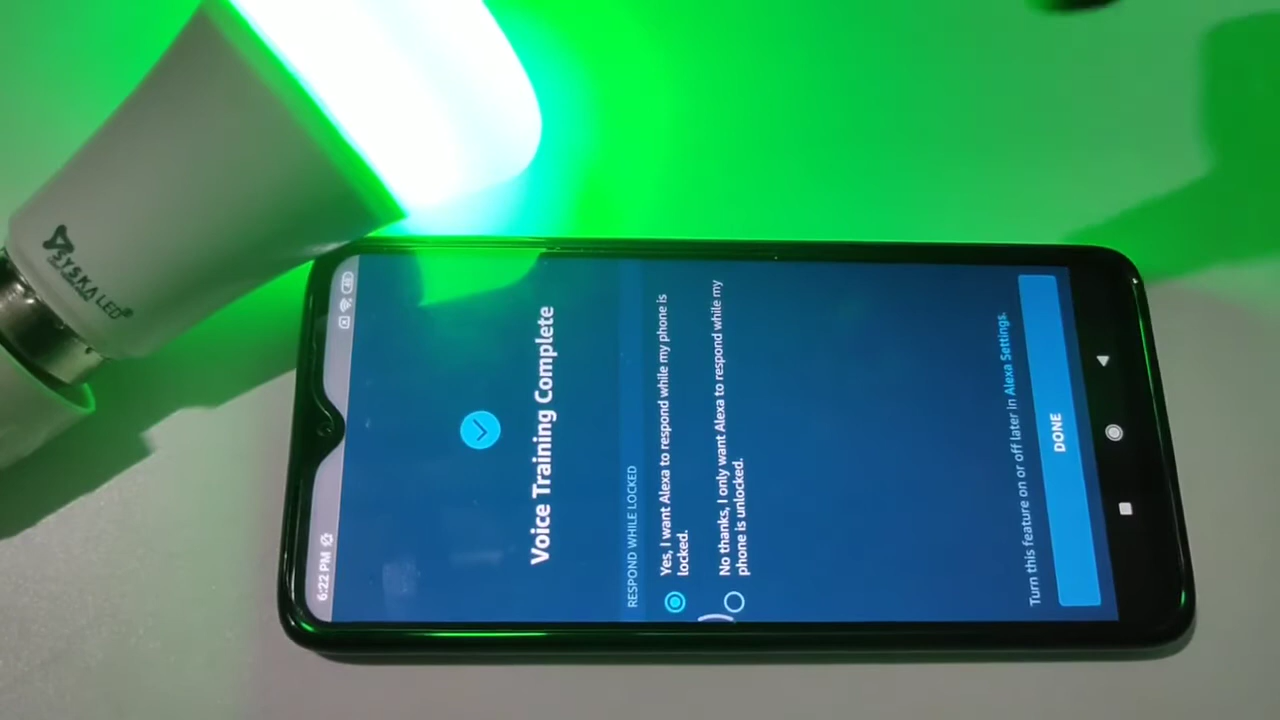 SYSKA LED
6:22 PM
46
Voice Training Complete
RESPOND WHILE LOCKED
Yes, I want Alexa to respond while my phone is
locked.
No thanks, I only want Alexa to respond while my
phone is unlocked.
Turn this feature on or off later in Alexa Settings.
DONE